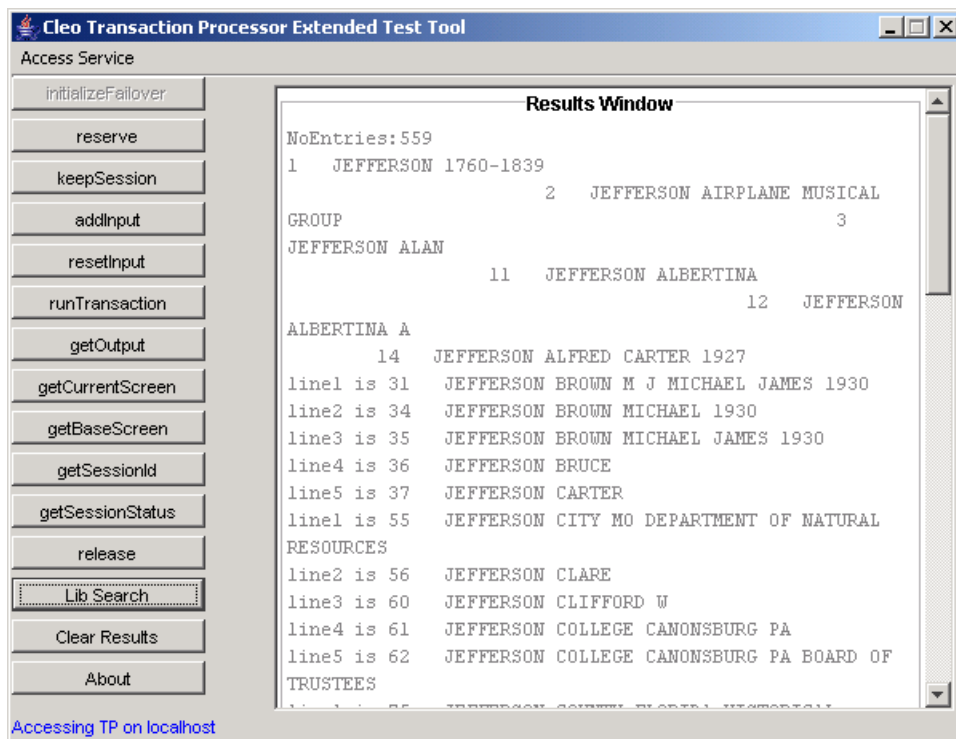 Cleo Transaction Processor Extended Test Tool
Access Service
initializeFailover
reserve
keepSession
addInput
resetInput
runTransaction
getOutput
getCurrentScreen
getBaseScreen
getSessionId
getSessionStatus
release
Lib Search
Clear Results
About
Results Window
NoEntries:559
1 JEFFERSON 1760-1839
2 JEFFERSON AIRPLANE MUSICAL
GROUP 3
JEFFERSON ALAN
11 JEFFERSON ALBERTINA
12 JEFFERSON
ALBERTINA A
14 JEFFERSON ALFRED CARTER 1927
line1 is 31 JEFFERSON BROWN M J MICHAEL JAMES 1930
line2 is 34 JEFFERSON BROWN MICHAEL 1930
line3 is 35 JEFFERSON BROWN MICHAEL JAMES 1930
line4 is 36 JEFFERSON BRUCE
line5 is 37 JEFFERSON CARTER
line1 is 55 JEFFERSON CITY MO DEPARTMENT OF NATURAL
RESOURCES
line2 is 56 JEFFERSON CLARE
line3 is 60 JEFFERSON CLIFFORD W
line4 is 61 JEFFERSON COLLEGE CANONSBURG PA
line5 is 62 JEFFERSON COLLEGE CANONSBURG PA BOARD OF
TRUSTEES
JEFFERSON COUNTY FLORIDA HISTORICAL
Accessing TP on localhost